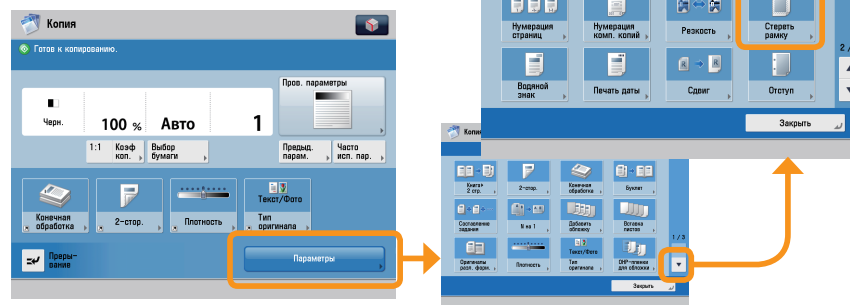 Копия
Готов к копированию.
Пров. параметры
Черн.
100 %
Авто
1
1:1
Коэф
коп.
Выбор
бумаги
Предыд.
парам.
Часто
исп. пар.
Конечная
обработка
2-стор.
Плотность
Текст/Фото
Тип
оригинала
Преры-
вание
Параметры
Копи
Книга>
2 стр.
2-стор.
Конечная
обработка
Буклет
Составление
задания
N на 1
Добавить
обложку
Вставка
листов
Оригиналы
разл. форм.
Плотность
Текст/Фото
Тип
оригинала
OHP-пленка
для обложки
1 / 3
Закрыть
Нумерация
страниц
Нумерация
комп. копий
Резкость
Стереть
рамку
Водяной
знак
Печать даты
R
R
Сдвиг
Отступ
2 /
Закрыть